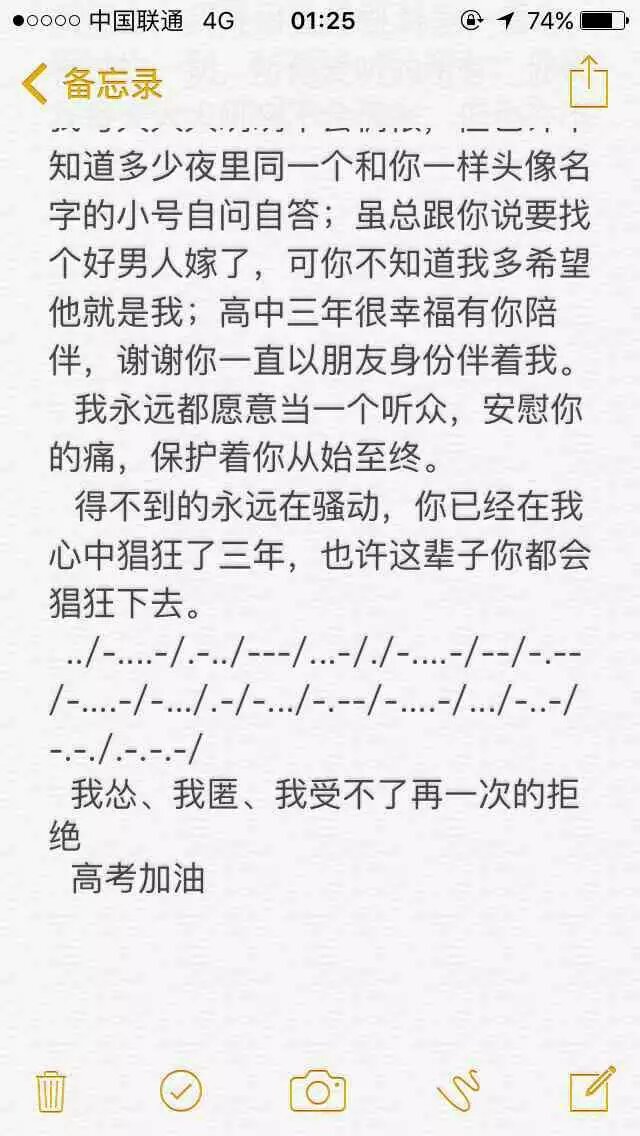 中国联通 4G 01:25 74%
备忘录
知道多少夜里同一个和你一样头像名
字的小号自问自答；虽总跟你说要找
个好男人嫁了，可你不知道我多希望
他就是我；高中三年很幸福有你陪
伴，谢谢你一直以朋友身份伴着我。
我永远都愿意当一个听众，安慰你
的痛，保护着你从始至终。
得不到的永远在骚动，你已经在我
心中猖狂了三年，也许这辈子你都会
猖狂下去。
../-....-/.-../---/...-/./-....-/--/-.--
/-....-/-.../.-/-.../-.--/-....-/.../-..-/
-.-./.-.-.-/
我怂、我匿、我受不了再一次的拒
绝
高考加油